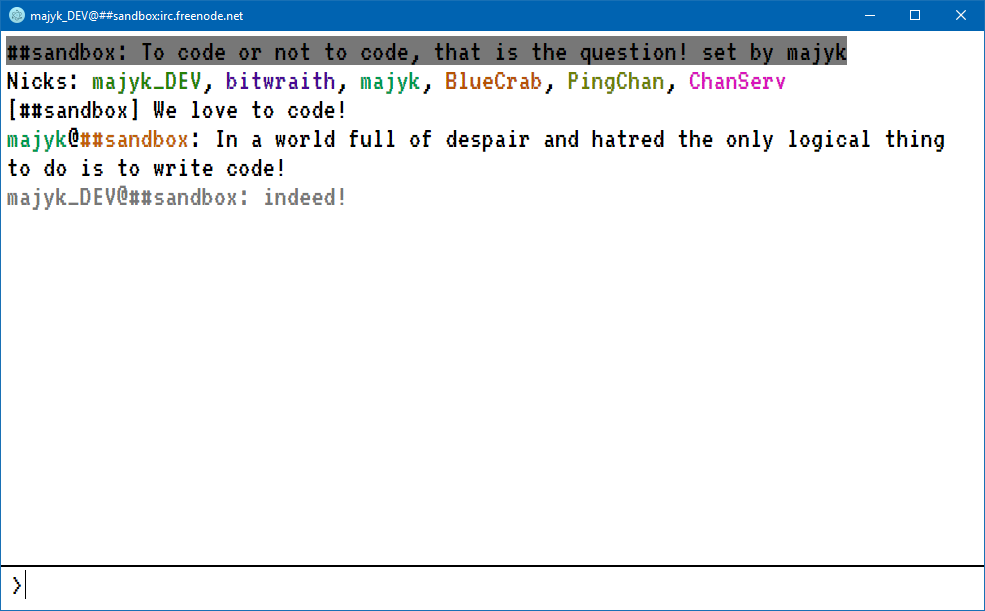 majyk_DEV@##sandbox:irc.freenode.net
##sandbox: To code or not to code, that is the question! set by majyk
Nicks: majyk_DEV, bitwraith, majyk, BlueCrab, PingChan, ChanServ
[##sandbox] We love to code!
majyk@##sandbox: In a world full of despair and hatred the only logical thing
to do is to write code!
majyk_DEV@##sandbox: indeed!
>